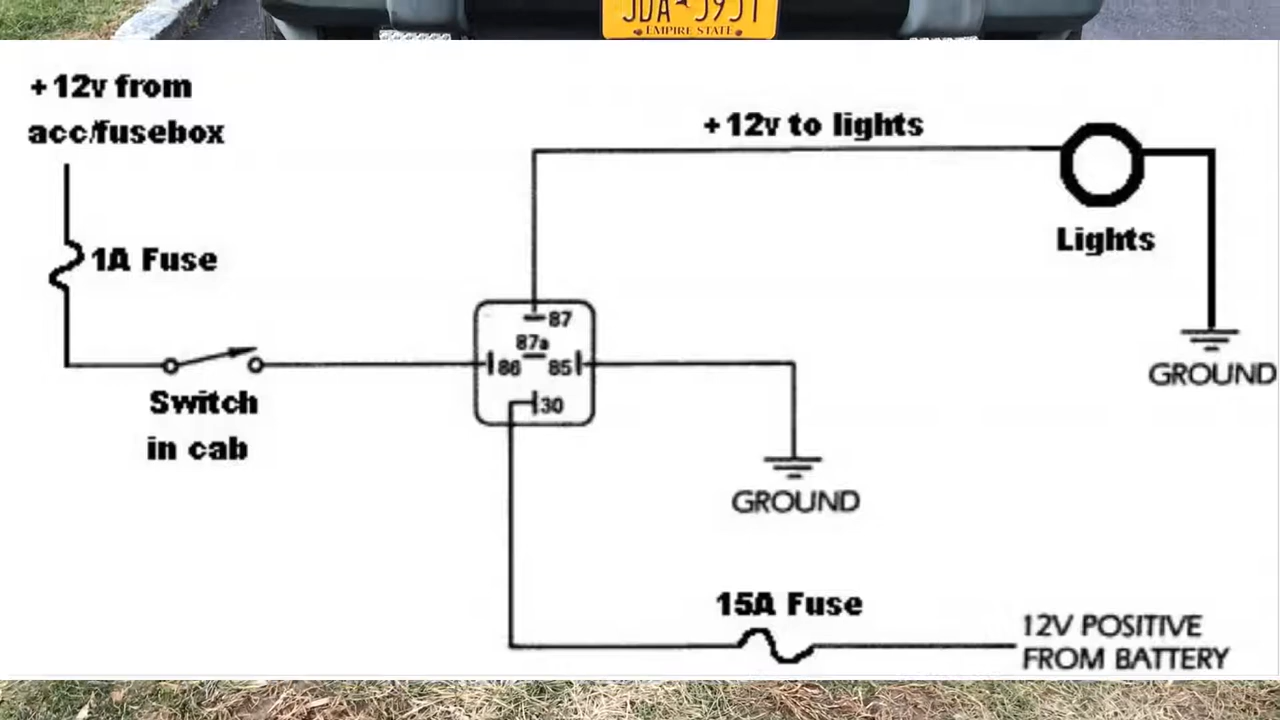 EMPIRE STATE
+12v from
acc/fusebox
+12v to lights
1A Fuse
Lights
87
87a
86
85
30
GROUND
Switch
in cab
GROUND
15A Fuse
12V POSITIVE
FROM BATTERY